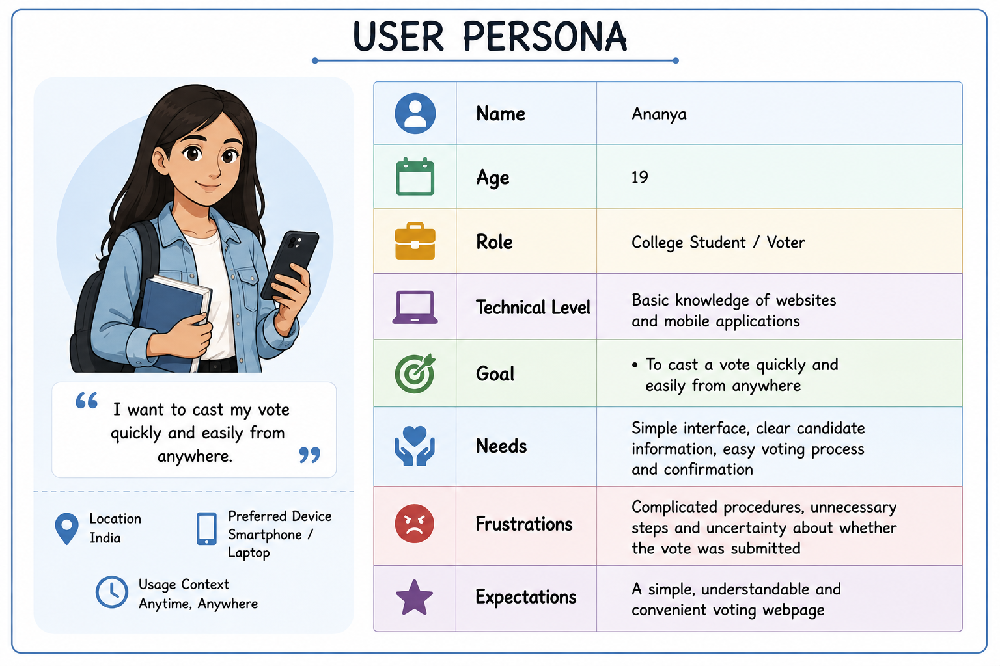 USER PERSONA
“ I want to cast my vote
quickly and easily from
anywhere. ”
Location
India
Preferred Device
Smartphone /
Laptop
Usage Context
Anytime, Anywhere
Name
Ananya
Age
19
Role
College Student / Voter
Technical Level
Basic knowledge of websites
and mobile applications
Goal
• To cast a vote quickly and
easily from anywhere
Needs
Simple interface, clear candidate
information, easy voting process
and confirmation
Frustrations
Complicated procedures, unnecessary
steps and uncertainty about whether
the vote was submitted
Expectations
A simple, understandable and
convenient voting webpage